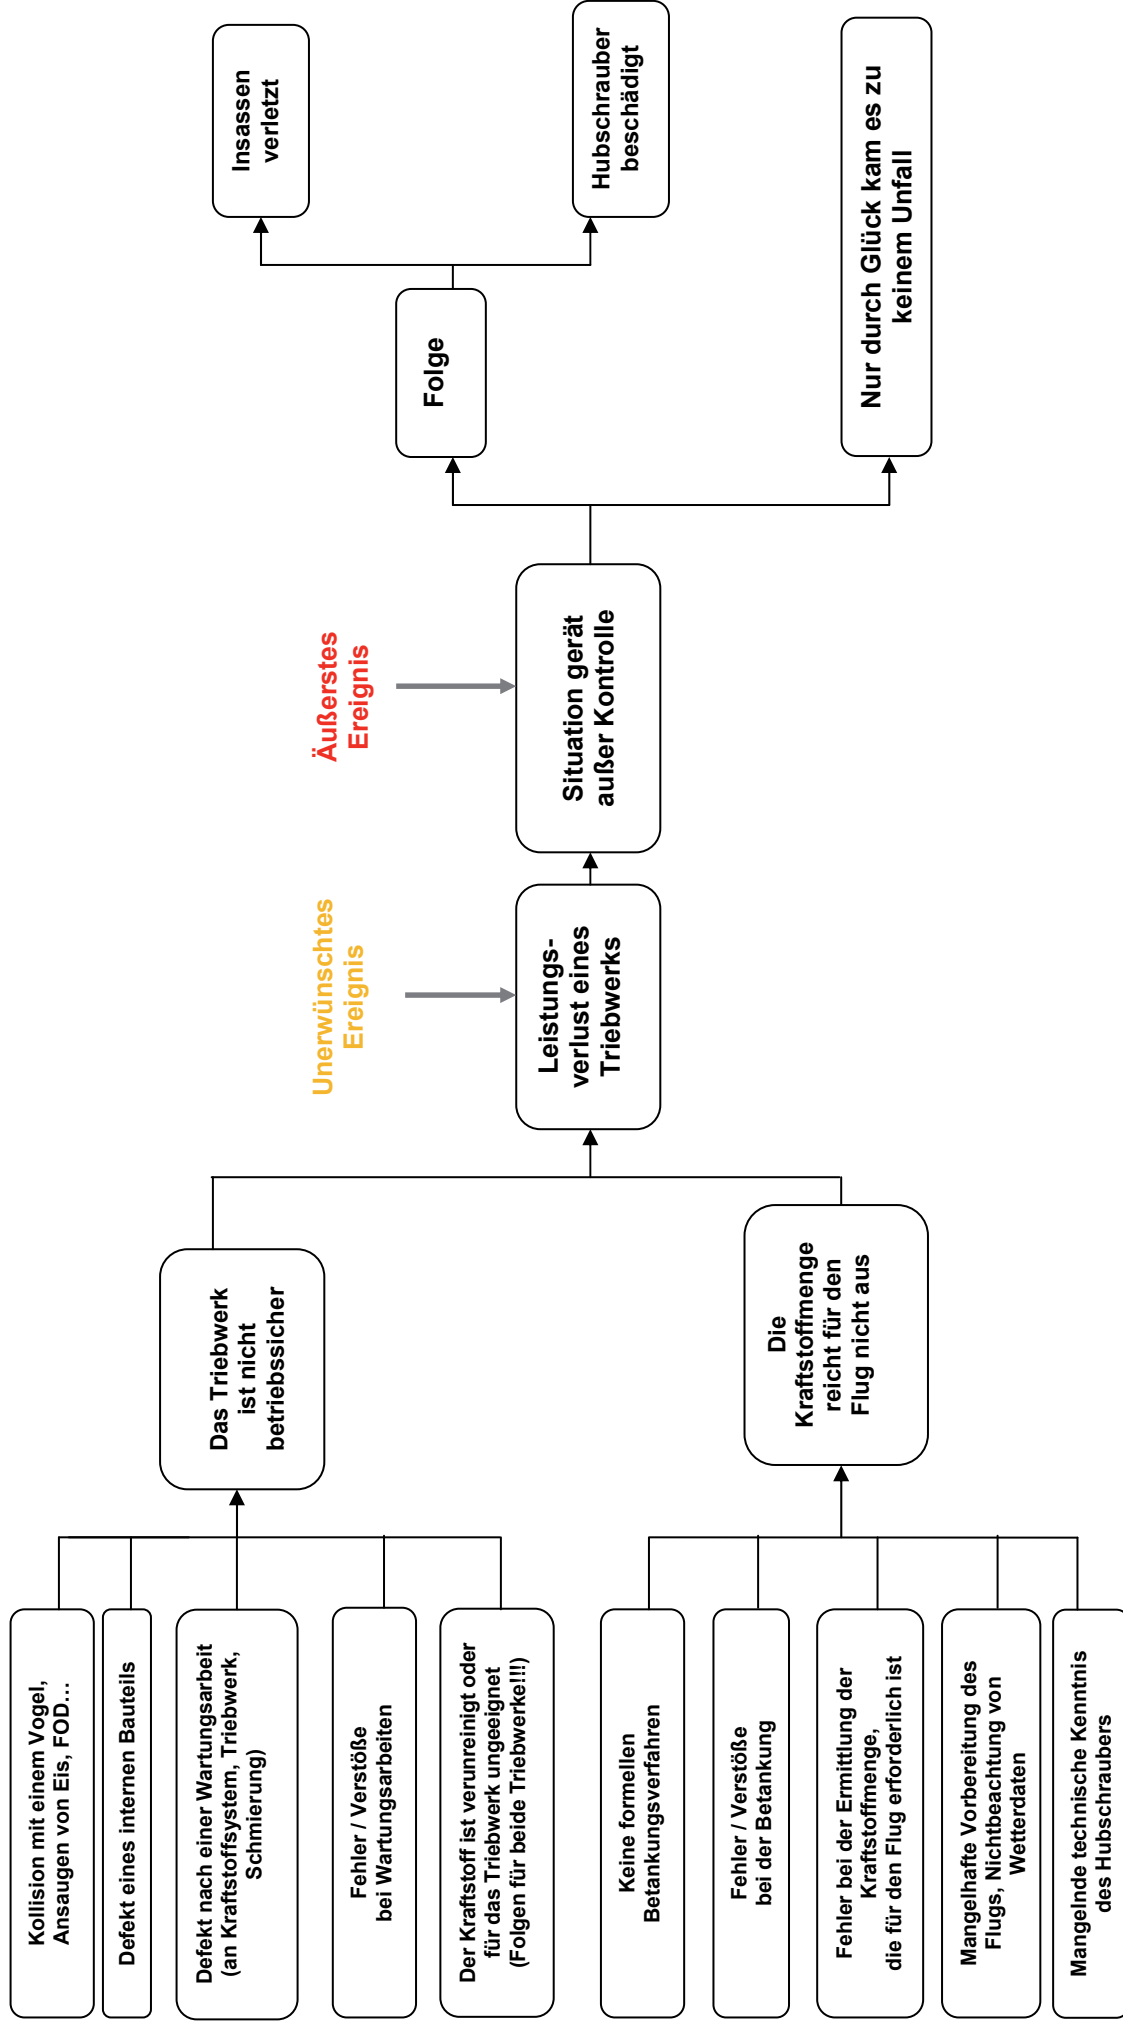 Kollision mit einem Vogel,
Ansaugen von Eis, FOD…
Defekt eines internen Bauteils
Defekt nach einer Wartungsarbeit
(an Kraftstoffsystem, Triebwerk,
Schmierung)
Fehler / Verstöße
bei Wartungsarbeiten
Der Kraftstoff ist verunreinigt oder
für das Triebwerk ungeeignet
(Folgen für beide Triebwerke!!!)
Keine formellen
Betankungsverfahren
Fehler / Verstöße
bei der Betankung
Fehler bei der Ermittlung der
Kraftstoffmenge,
die für den Flug erforderlich ist
Mangelhafte Vorbereitung des
Flugs, Nichtbeachtung von
Wetterdaten
Mangelnde technische Kenntnis
des Hubschraubers
Das Triebwerk
ist nicht
betriebssicher
Die
Kraftstoffmenge
reicht für den
Flug nicht aus
Unerwünschtes
Ereignis
Leistungs-
verlust eines
Triebwerks
Äußerstes
Ereignis
Situation gerät
außer Kontrolle
Folge
Insassen
verletzt
Hubschrauber
beschädigt
Nur durch Glück kam es zu
keinem Unfall